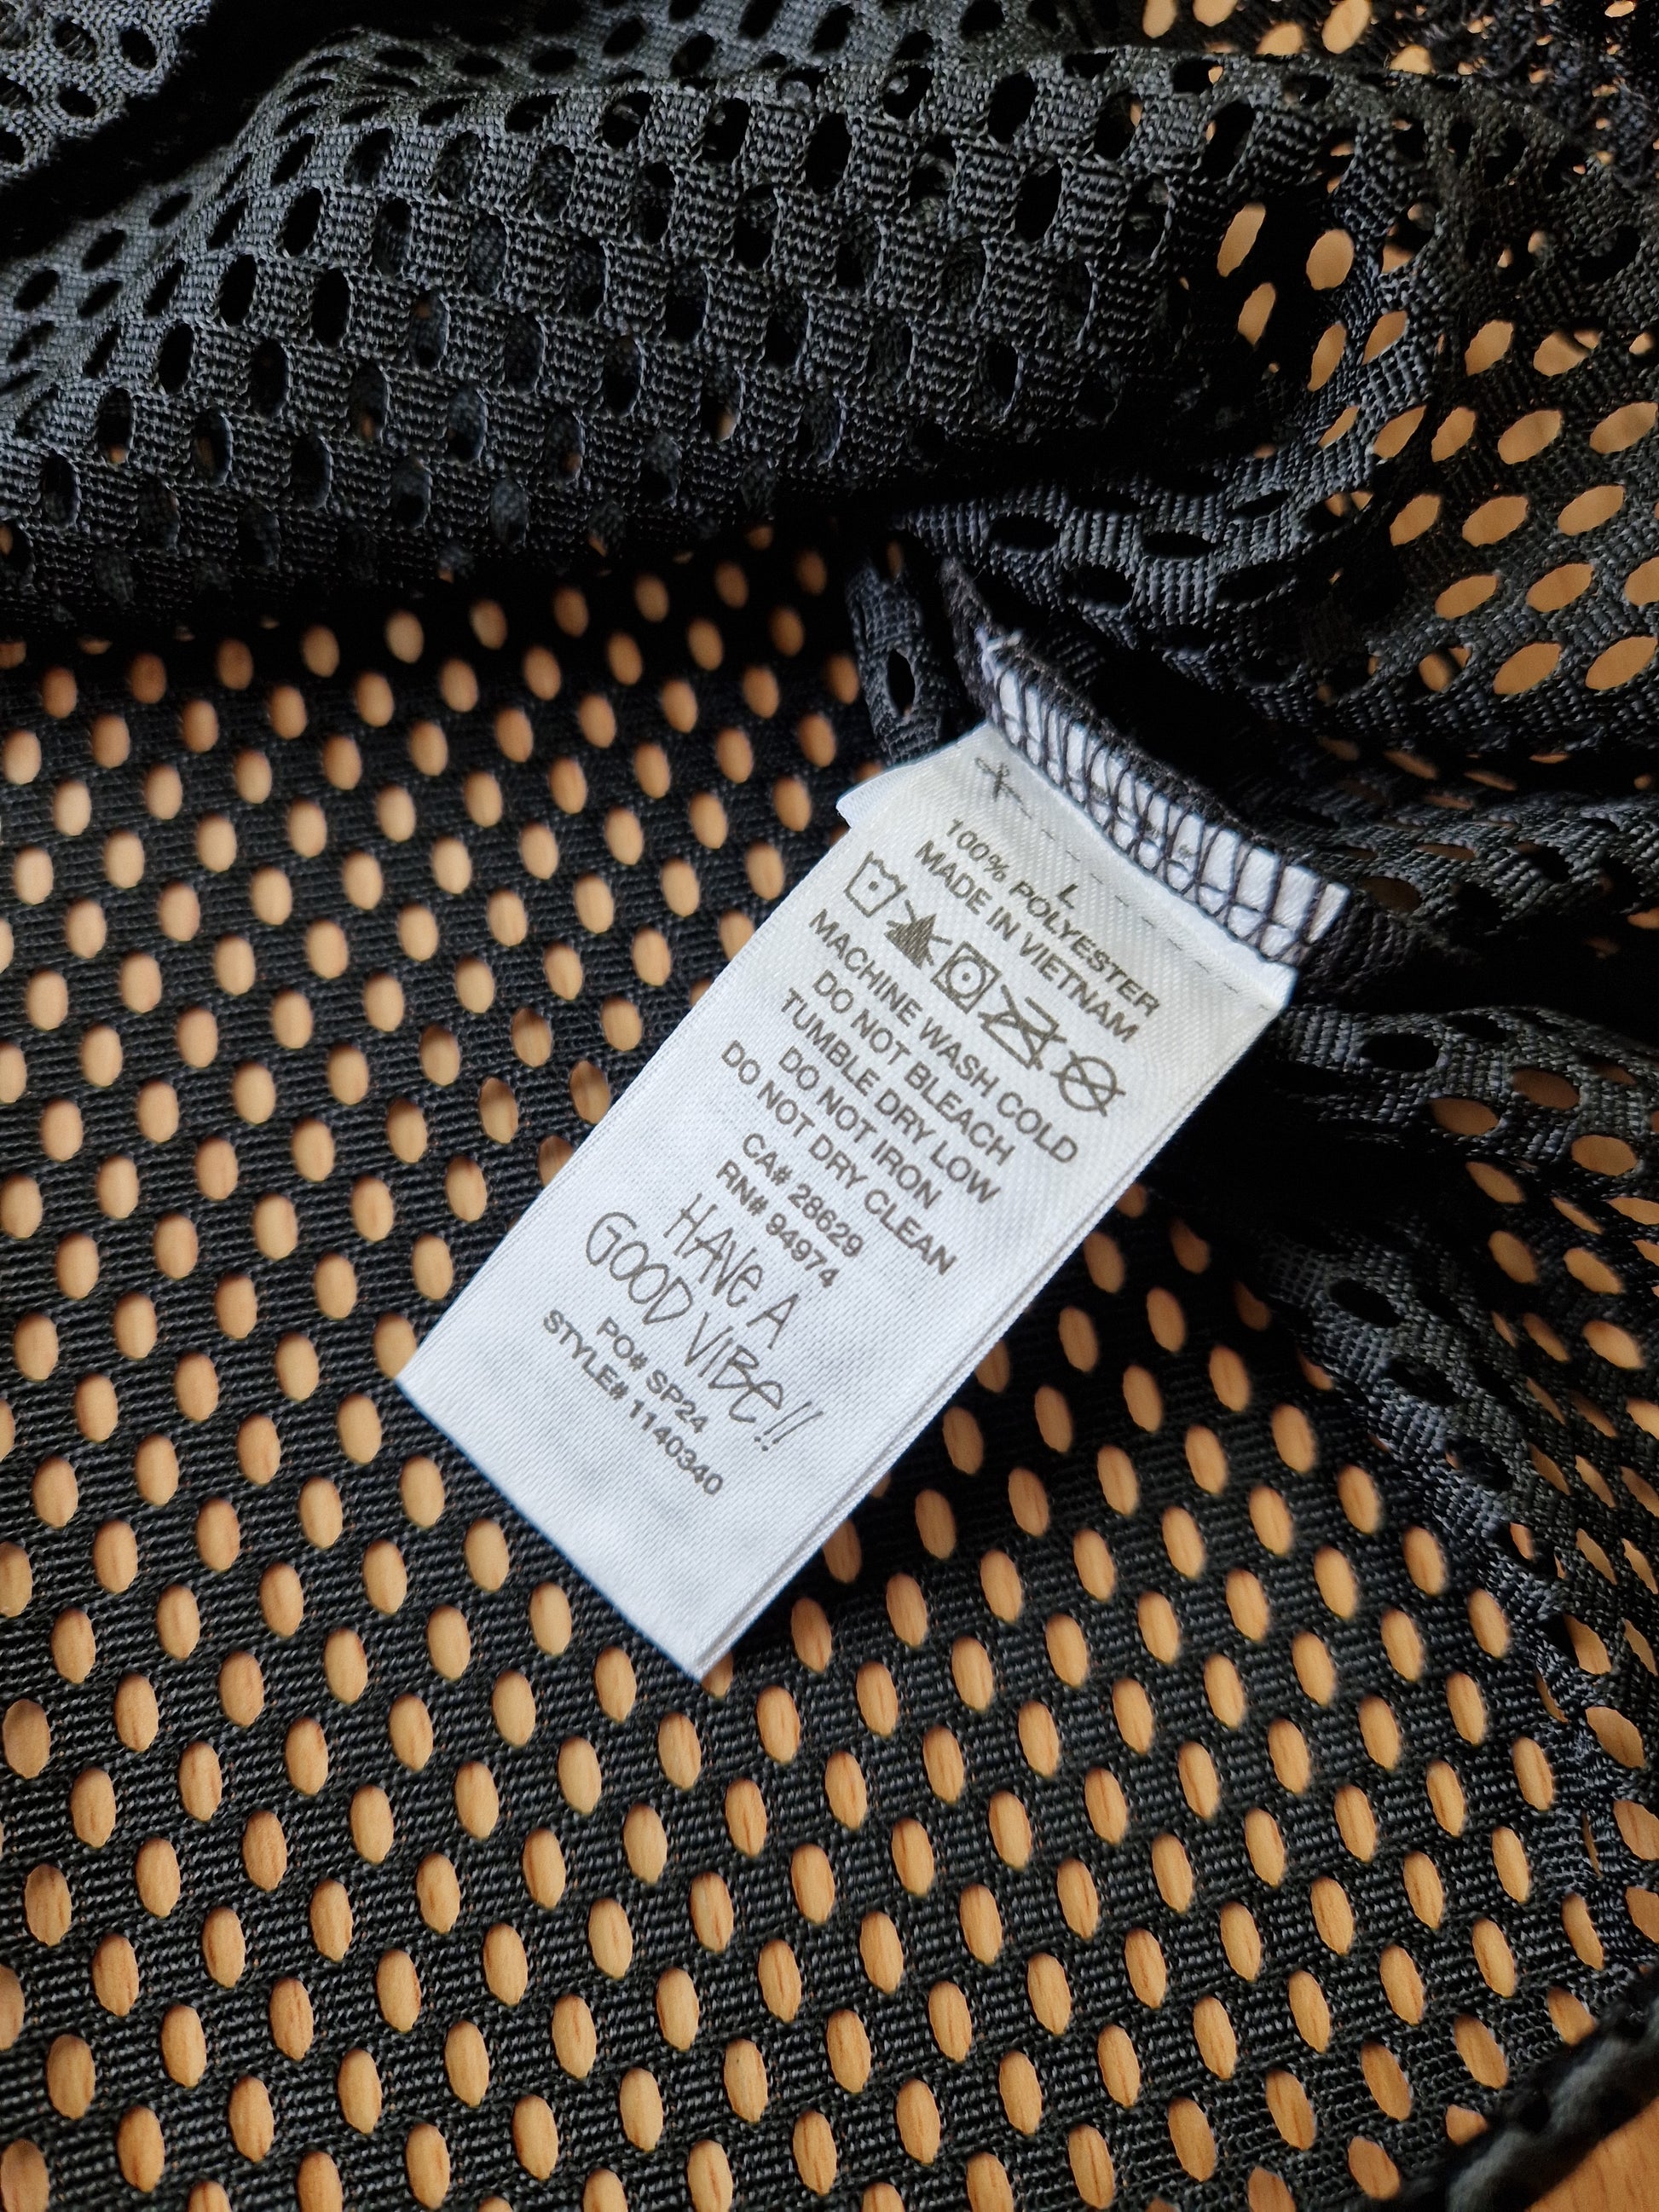 L
100% POLYESTER
MADE IN VIETNAM
MACHINE WASH COLD
DO NOT BLEACH
TUMBLE DRY LOW
DO NOT IRON
DO NOT DRY CLEAN
CA# 28629
RN# 94974
HAVE A
GOOD VIBE!!
PO# SP24
STYLE# 1140340